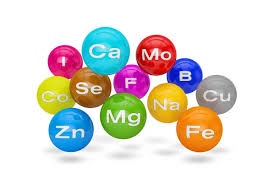 I Ca Mo
Co Se F B Cu
Zn Mg Na Fe